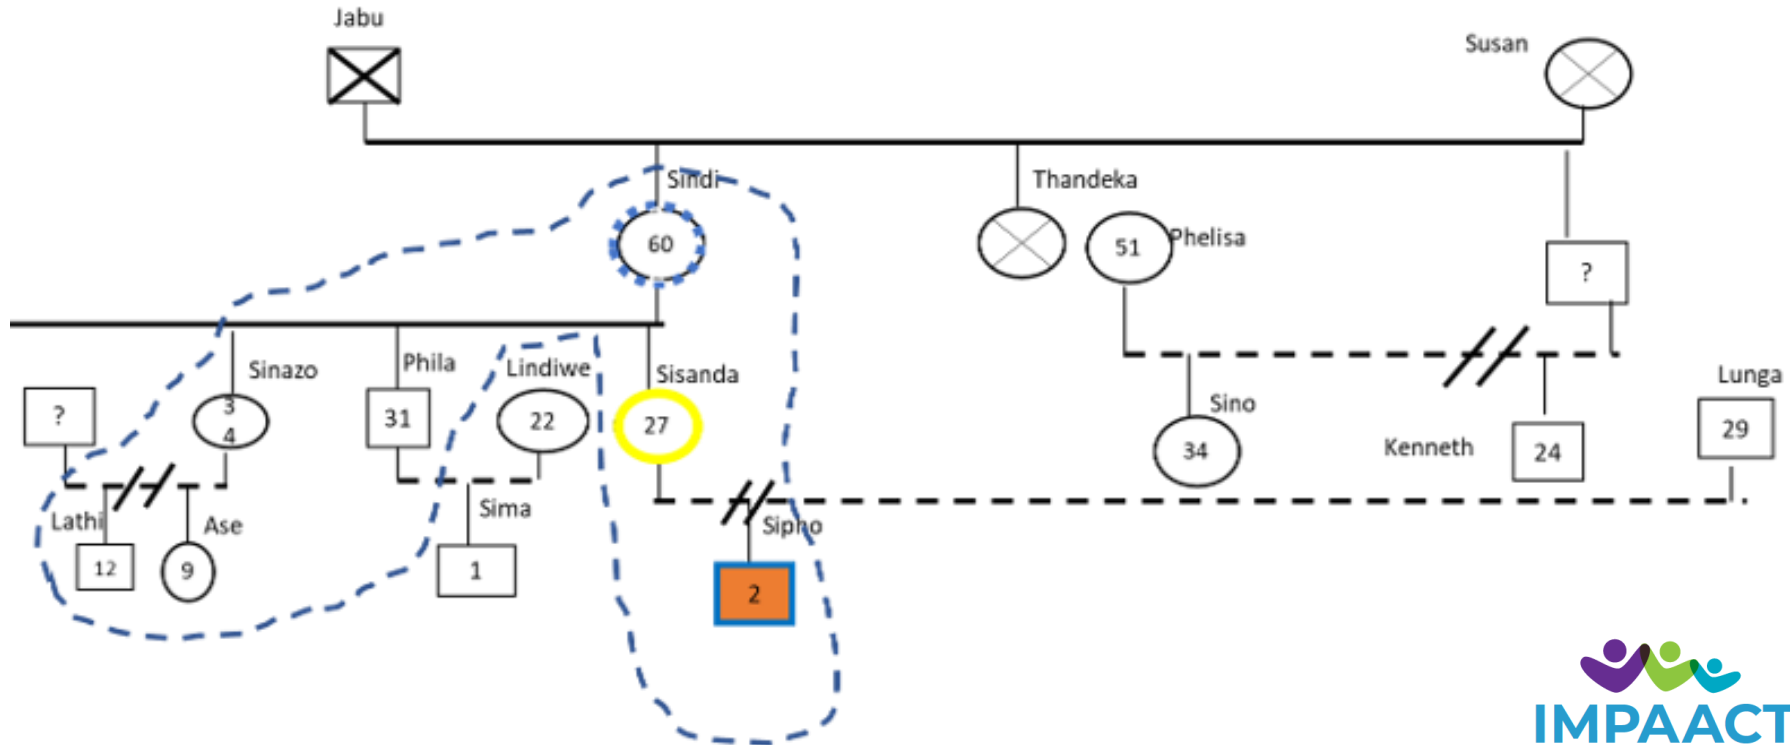 Jabu
Susan
Sindi
Thandeka
60
51
Phelisa
?
Sinazo
Phila
Lindiwe
Sisanda
Lunga
?
3
4
31
22
27
Sino
34
Kenneth
24
29
Lathi
Ase
Sima
Sipho
12
9
1
2
IMPAACT